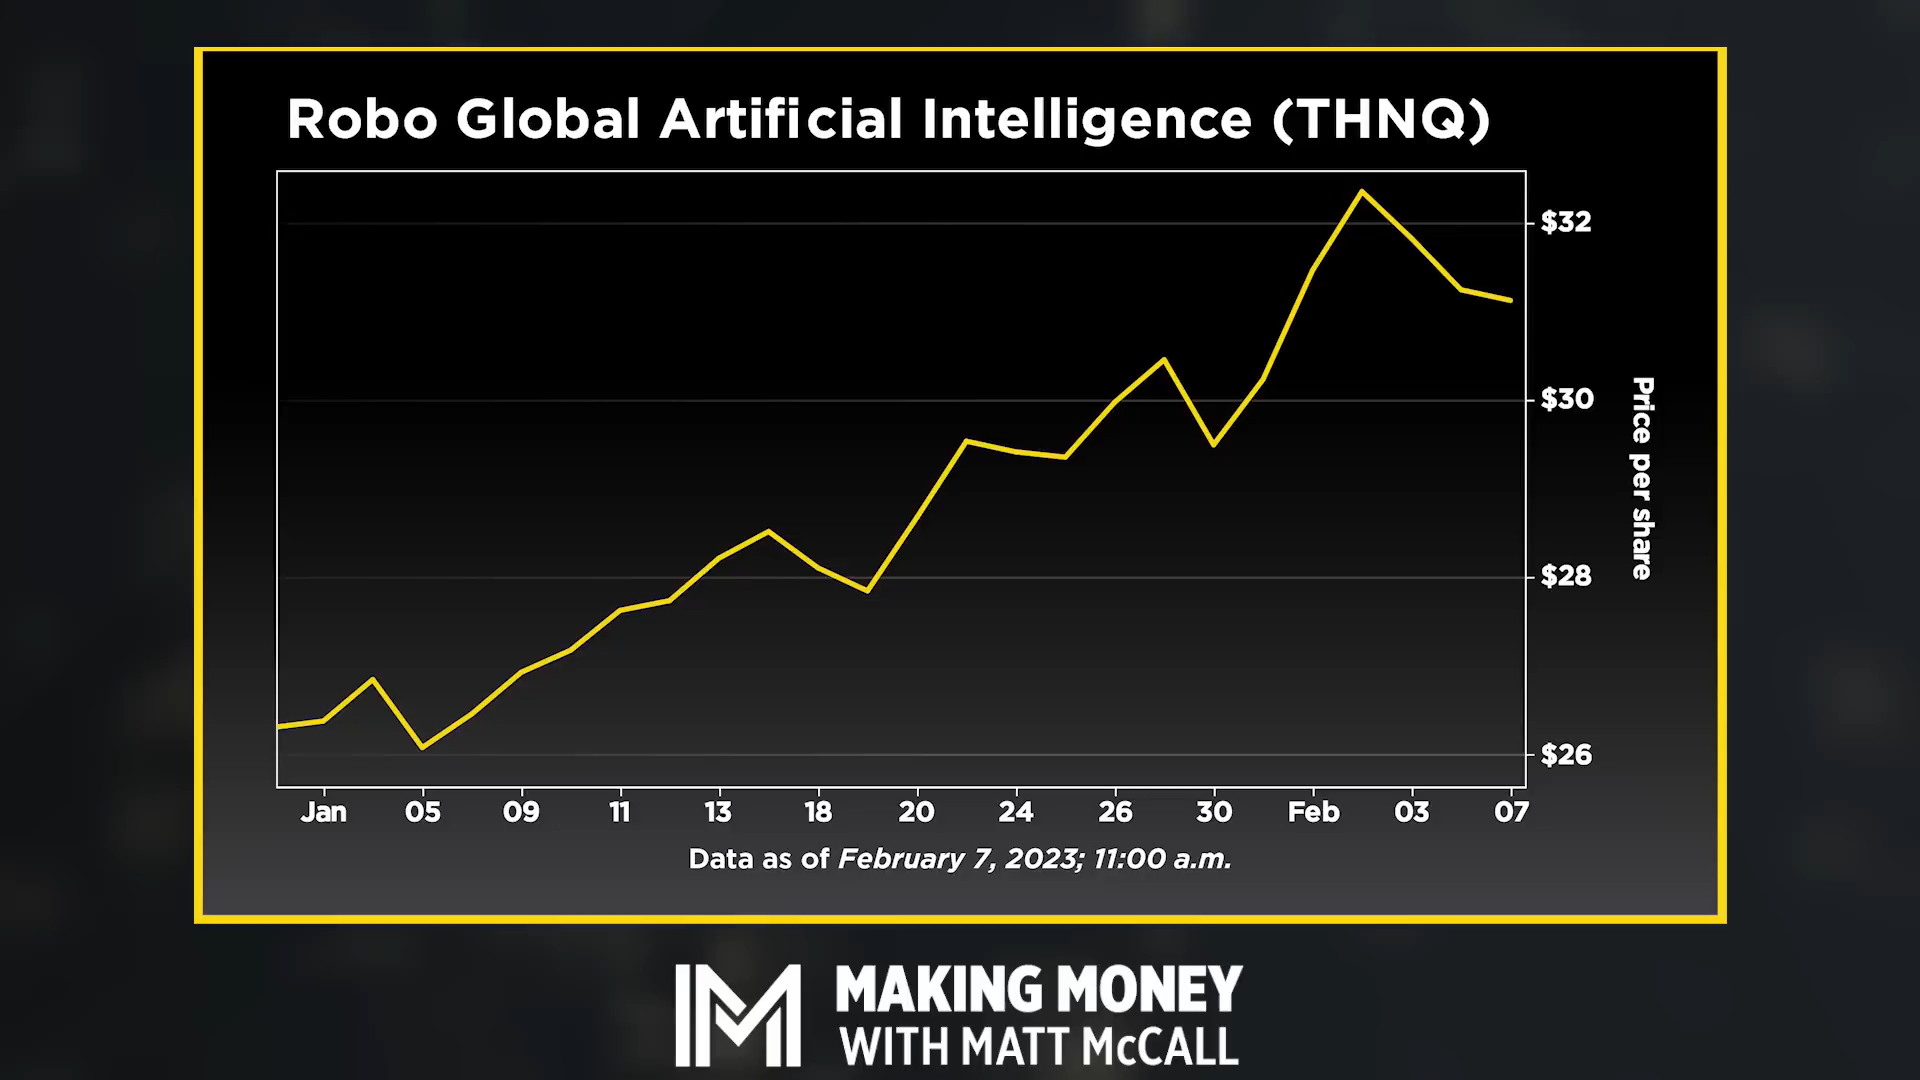 Robo Global Artificial Intelligence (THNQ)
$32
$30
$28
$26
Price per share
Jan 05 09 11 13 18 20 24 26 30 Feb 03 07
Data as of February 7, 2023; 11:00 a.m.
MAKING MONEY
WITH MATT McCALL